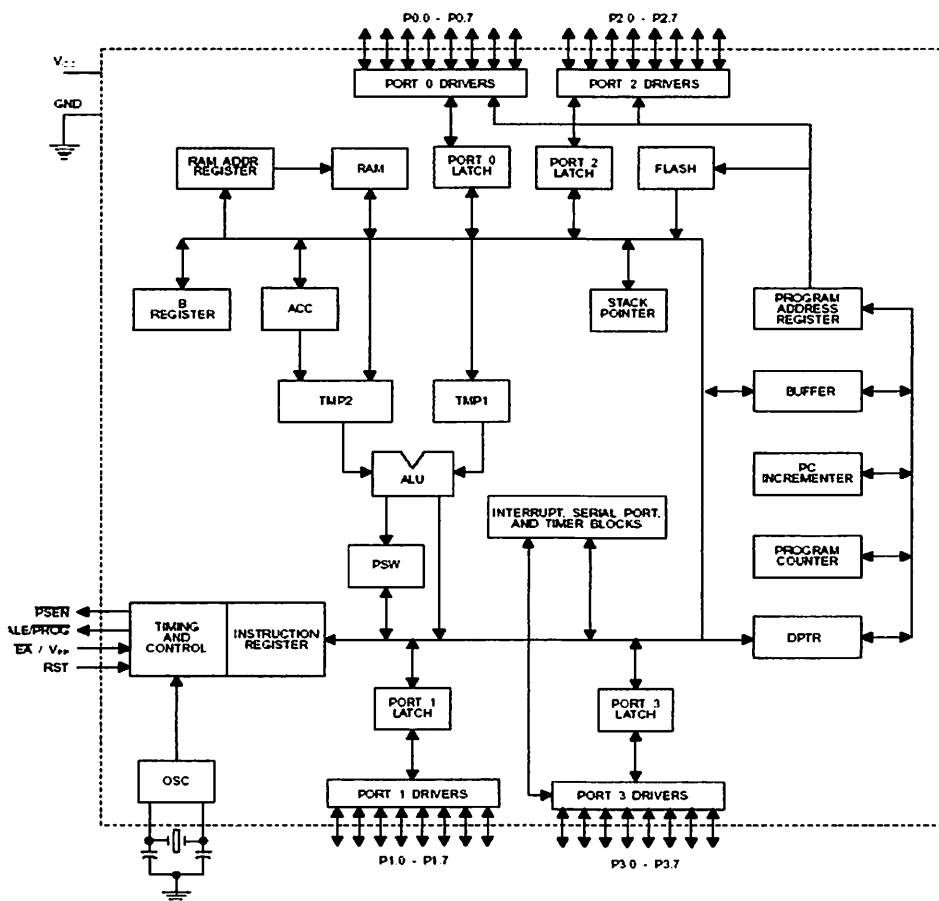 P0.0 - P0.7
P2.0 - P2.7
GND
PORT 0 DRIVERS
PORT 2 DRIVERS
RAM ADDR.
REGISTER
RAM
PORT 0
LATCH
PORT 2
LATCH
FLASH
B
REGISTER
ACC
STACK
POINTER
PROGRAM
ADDRESS
REGISTER
TMP2
TMP1
BUFFER
ALU
PC
INCREMENTER
INTERRUPT, SERIAL PORT,
AND TIMER BLOCKS
PSW
PROGRAM
COUNTER
PSEN
ALE/PROG
EA / VPP
RST
TIMING
AND
CONTROL
INSTRUCTION
REGISTER
DPTR
PORT 1
LATCH
PORT 3
LATCH
OSC
PORT 1 DRIVERS
PORT 3 DRIVERS
P1.0 - P1.7
P3.0 - P3.7